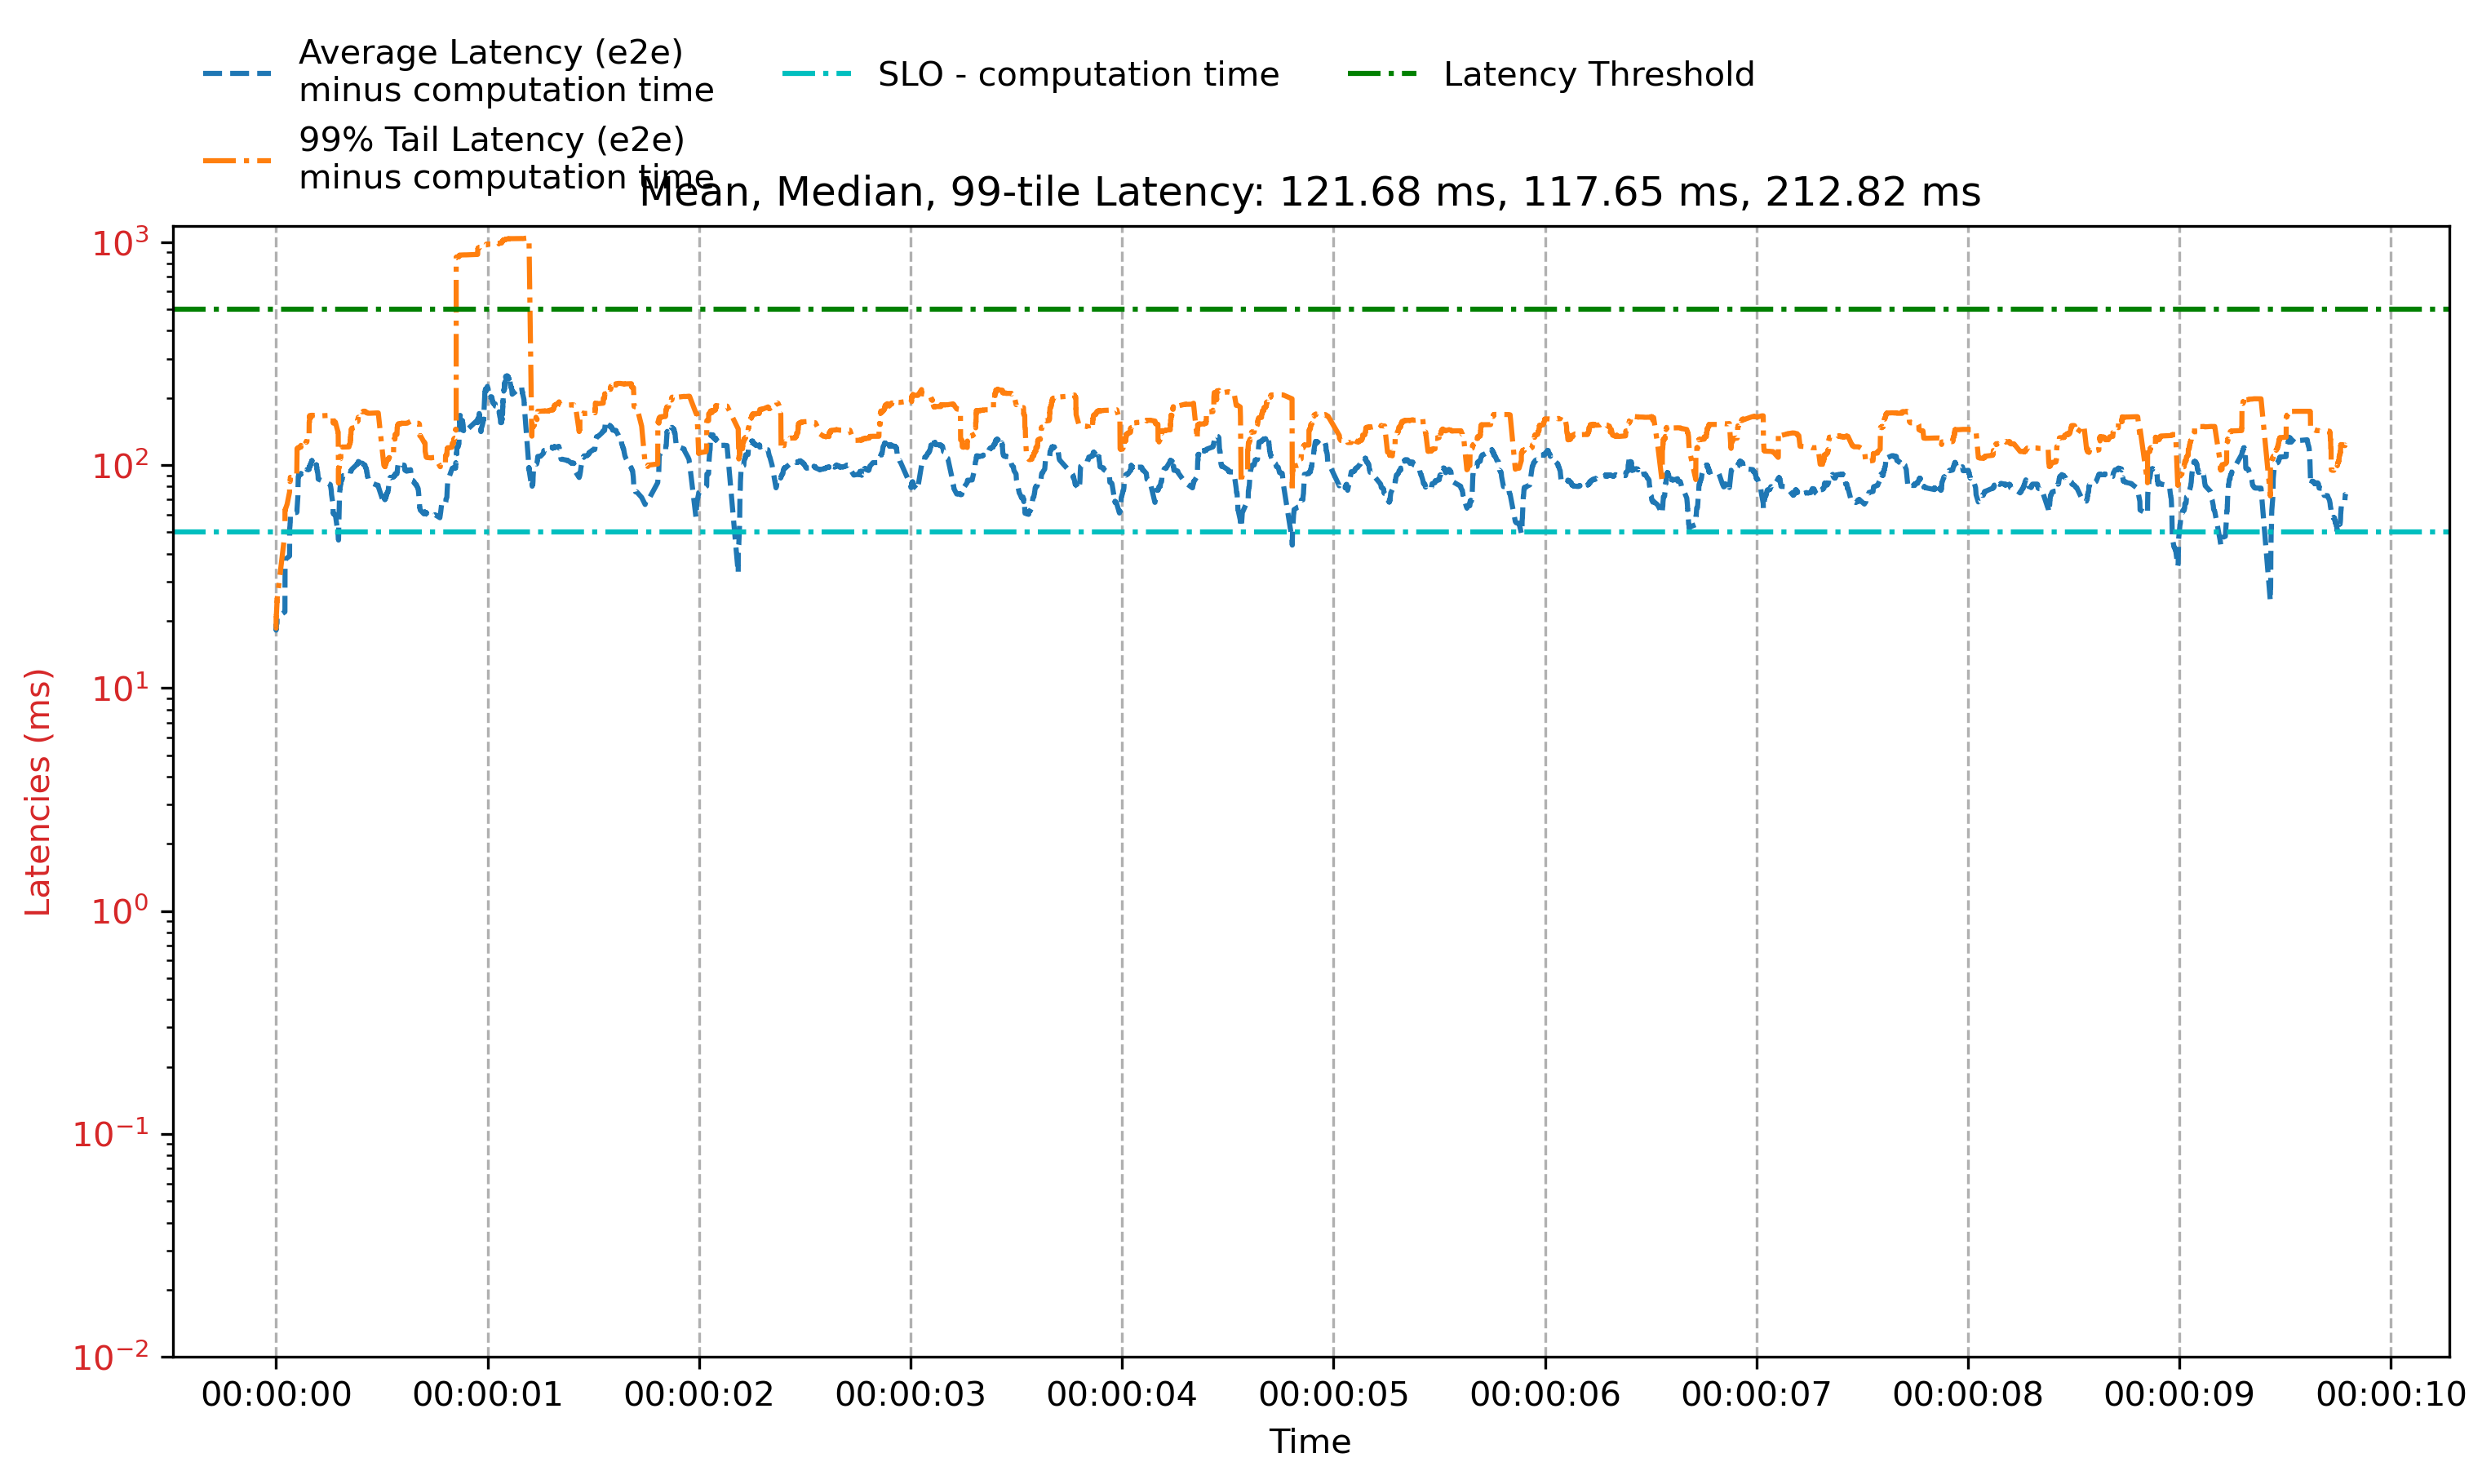 Average Latency (e2e)
minus computation time
99% Tail Latency (e2e)
minus computation time
SLO - computation time
Latency Threshold
Mean, Median, 99-tile Latency: 121.68 ms, 117.65 ms, 212.82 ms
Latencies (ms)
10³
10²
10¹
10⁰
10⁻¹
10⁻²
00:00:00 00:00:01 00:00:02 00:00:03 00:00:04 00:00:05 00:00:06 00:00:07 00:00:08 00:00:09 00:00:10
Time